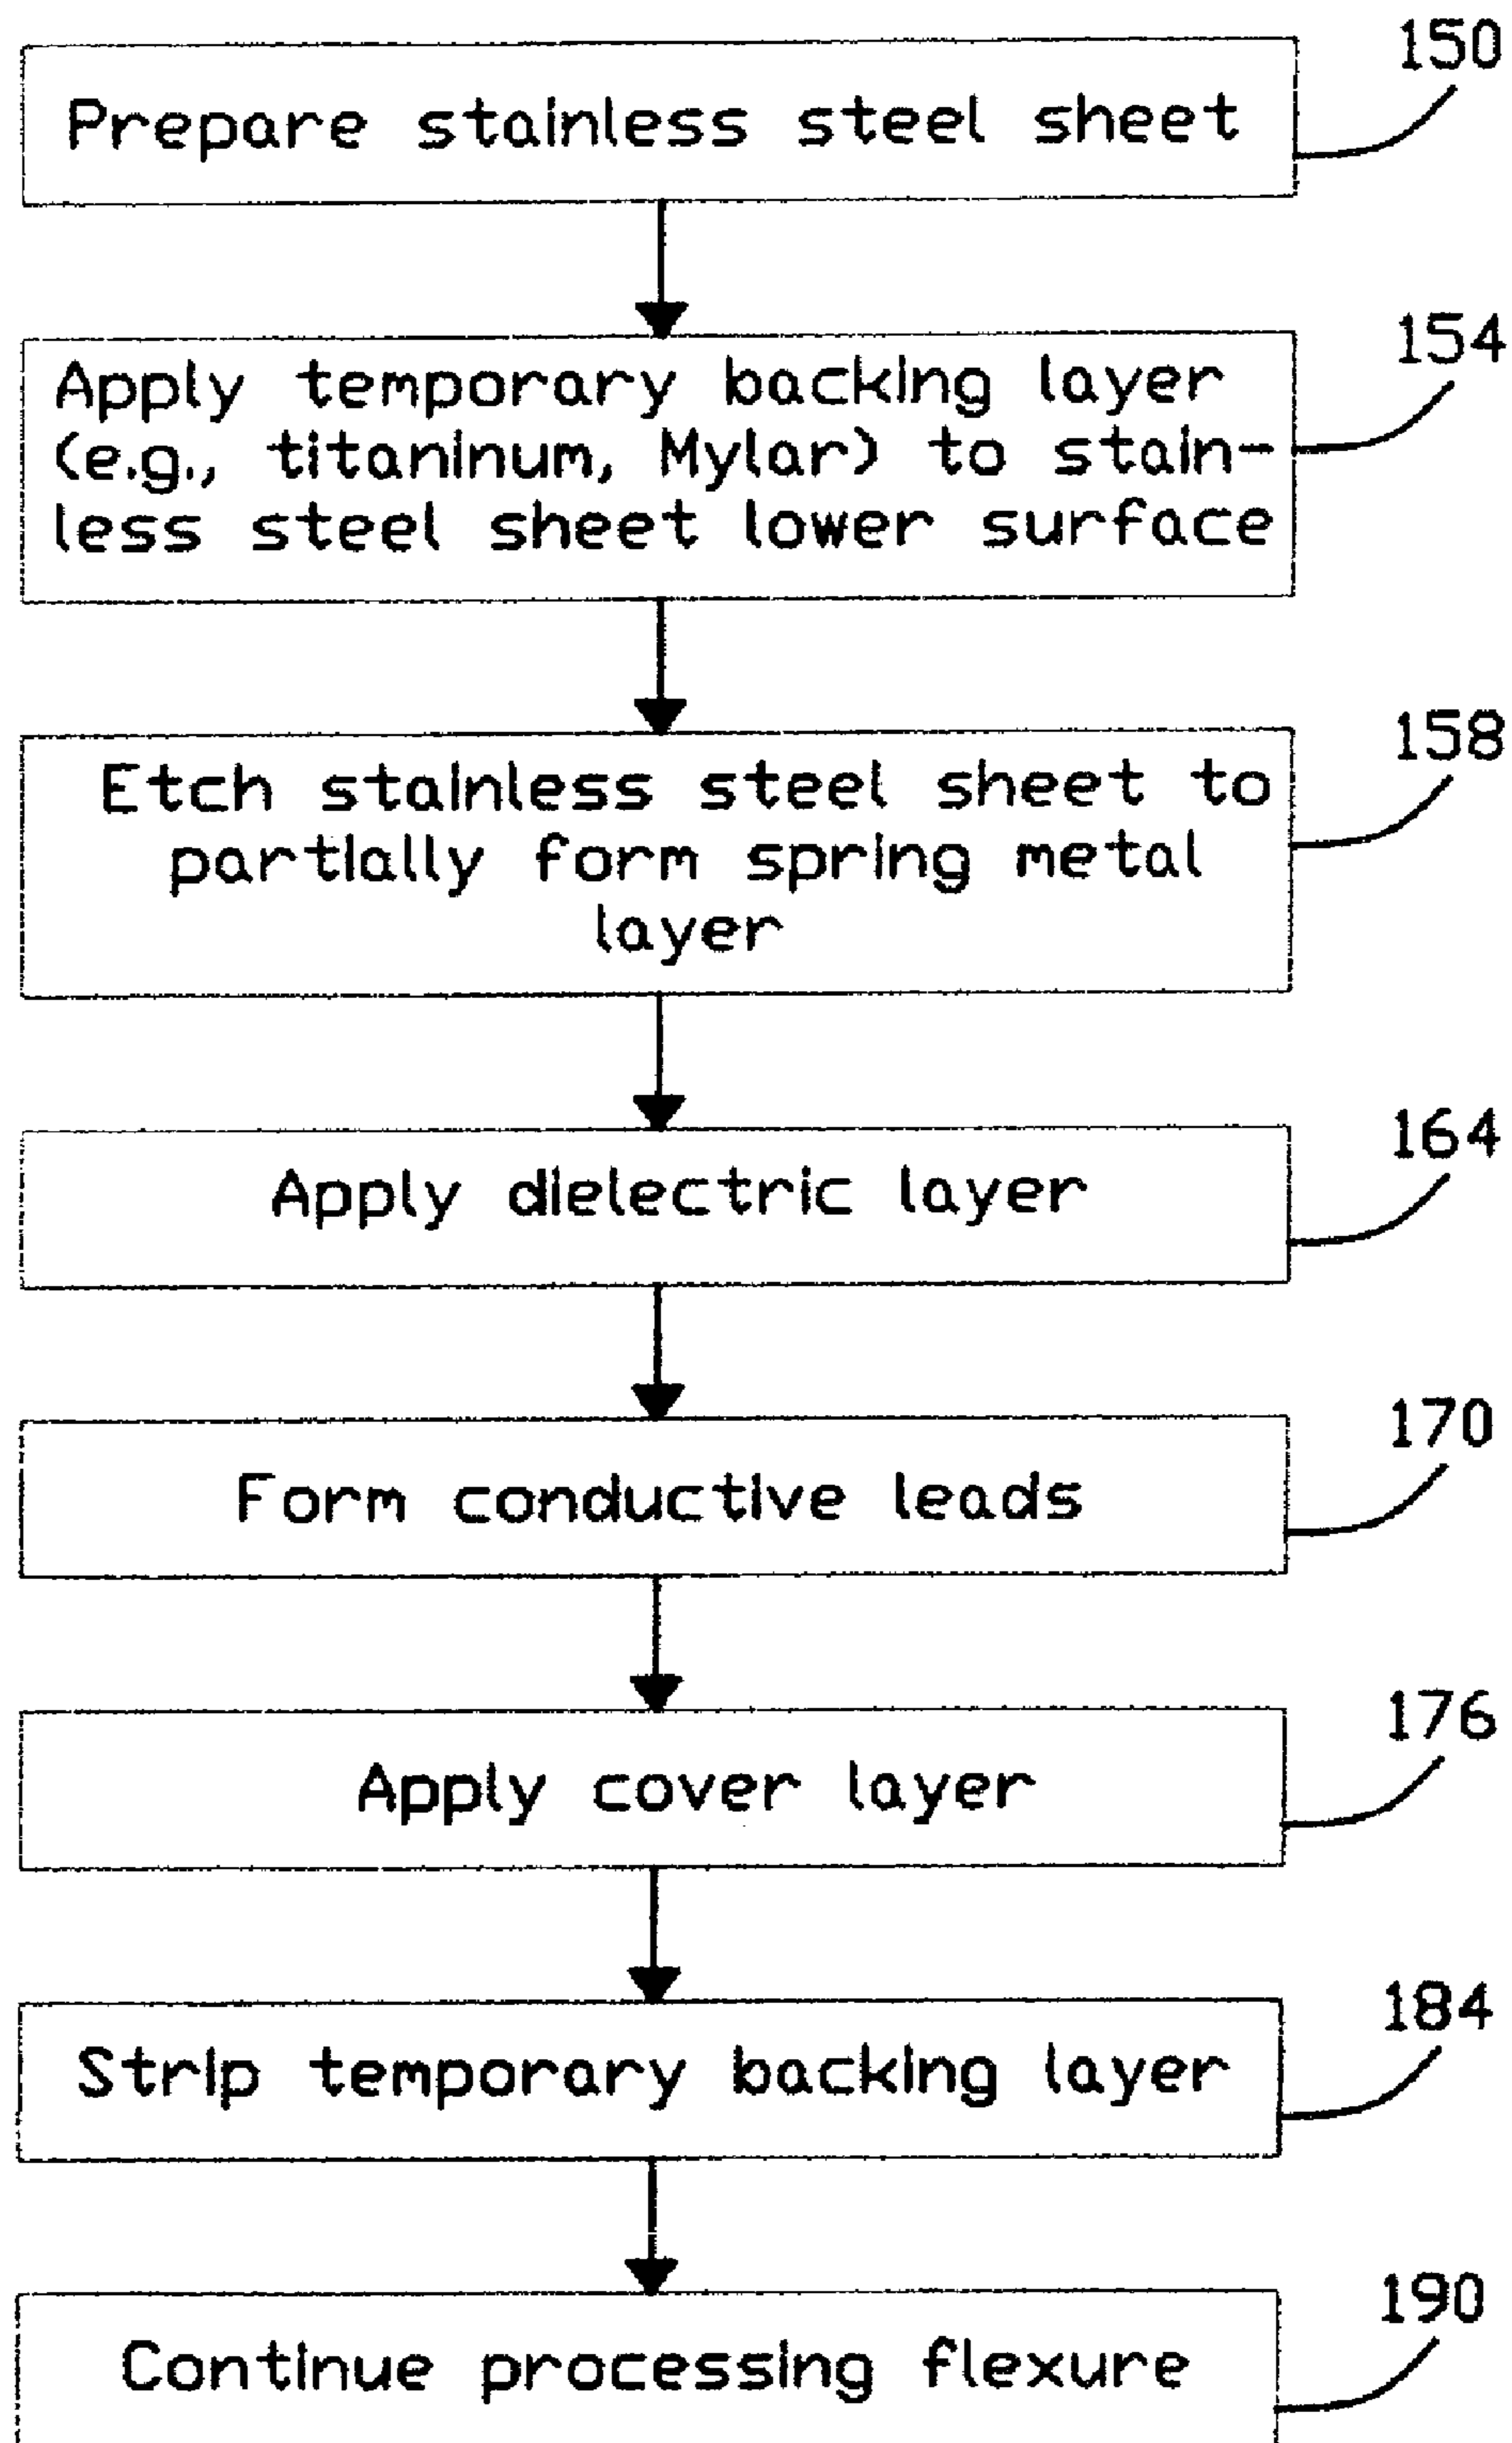 150
Prepare stainless steel sheet
154
Apply temporary backing layer
(e.g., titaninum, Mylar) to stain-
less steel sheet lower surface
158
Etch stainless steel sheet to
partially form spring metal
layer
164
Apply dielectric layer
170
Form conductive leads
176
Apply cover layer
184
Strip temporary backing layer
190
Continue processing flexure